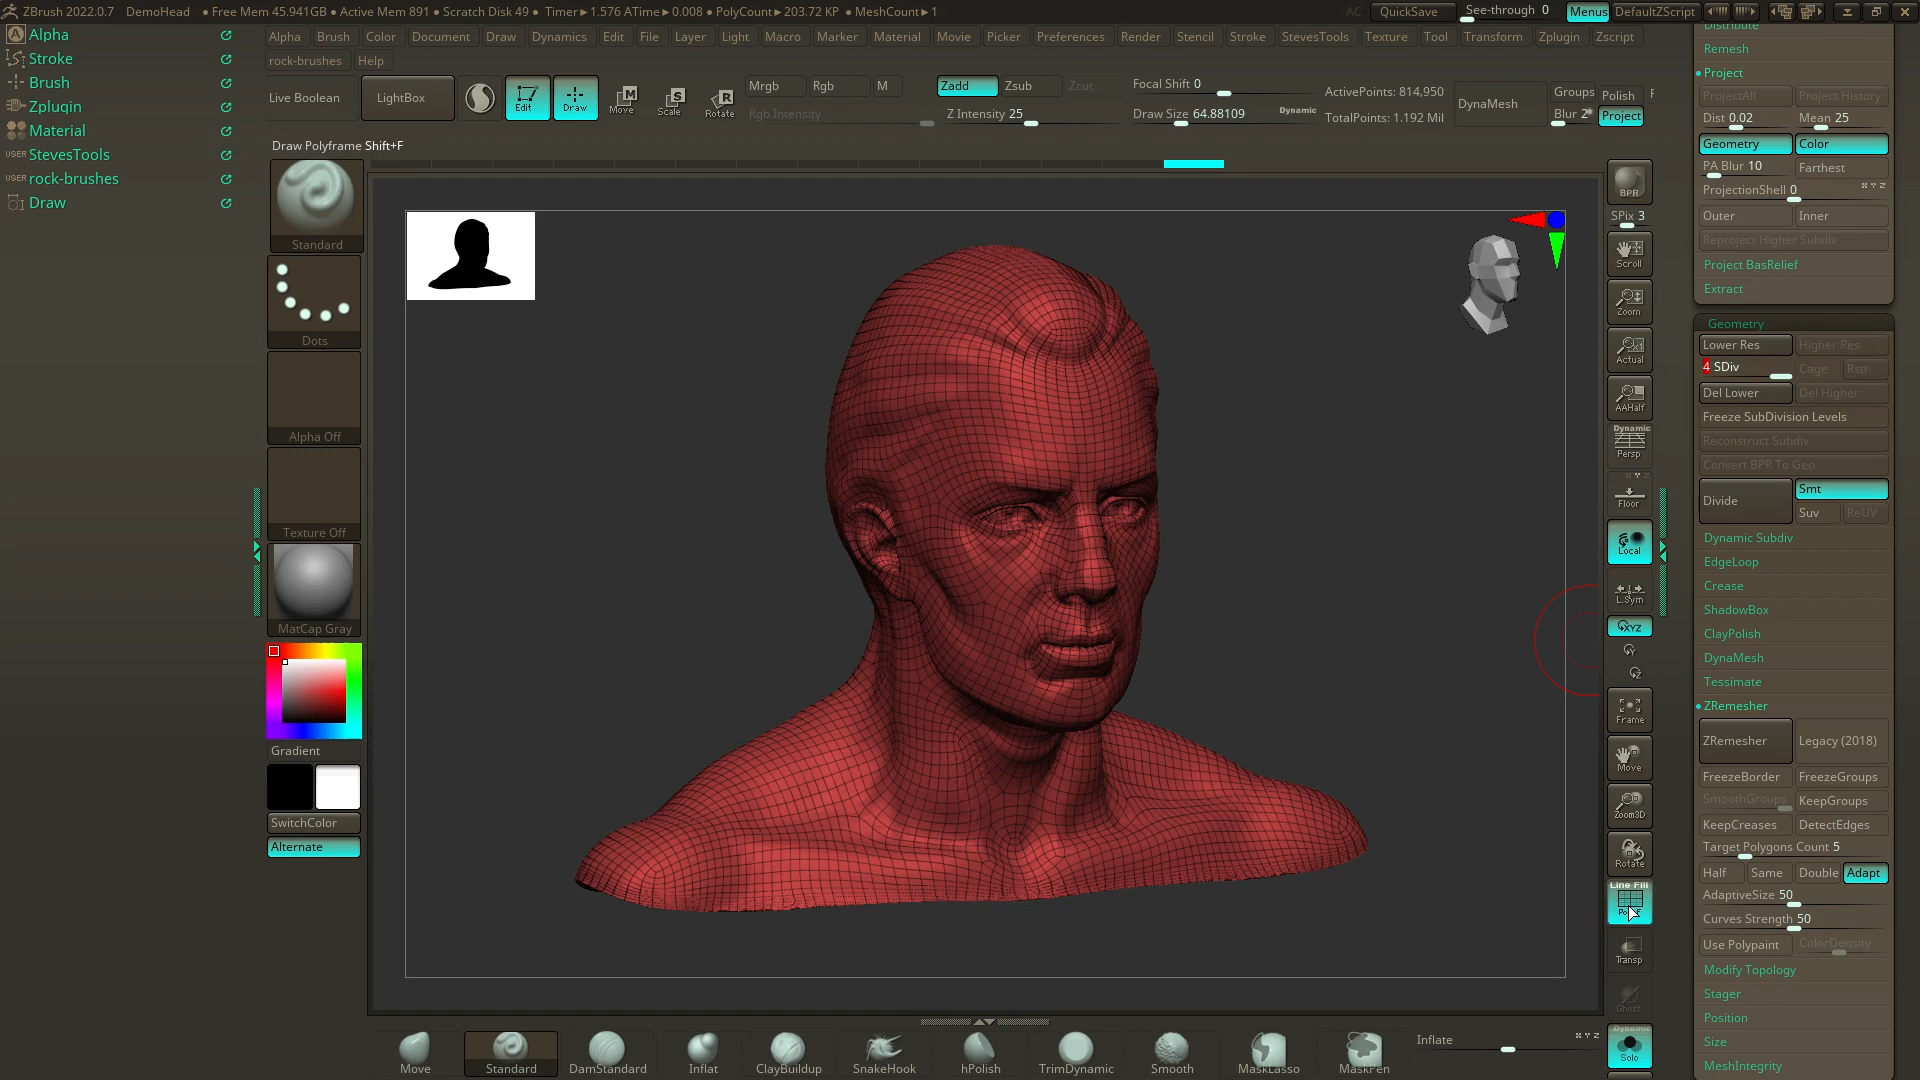 ZBrush 2022.0.7 DemoHead ● Free Mem 45.941GB ● Active Mem 891 ● Scratch Disk 49 ● Timer►1.576 ATime►0.008 ● PolyCount►203.72 KP ● MeshCount►1 AC QuickSave See-through 0 Menus DefaultZScript
Alpha
Stroke
Brush
Zplugin
Material
USER StevesTools
USER rock-brushes
Draw
Alpha Brush Color Document Draw Dynamics Edit File Layer Light Macro Marker Material Movie Picker Preferences Render Stencil Stroke StevesTools Texture Tool Transform Zplugin Zscript
rock-brushes Help
Live Boolean LightBox Edit Draw Move Scale Rotate
Mrgb Rgb M Zadd Zsub Zcut Focal Shift 0
Rgb Intensity Z Intensity 25 Draw Size 64.88109 Dynamic
ActivePoints: 814,950
TotalPoints: 1.192 Mil
DynaMesh Groups Polish
Blur 2 Project
Draw Polyframe Shift+F
Standard
Dots
Alpha Off
Texture Off
MatCap Gray
Gradient
SwitchColor
Alternate
BPR
SPix 3
Scroll
Zoom
Actual
AAHalf
Dynamic
Persp
Floor
Local
L.Sym
XYZ
Y
Z
Frame
Move
Zoom3D
Rotate
Line Fill
Transp
Ghost
Dynamic
Solo
Distribute
Remesh
Project
ProjectAll Project History
Dist 0.02 Mean 25
Geometry Color
PA Blur 10 Farthest
ProjectionShell 0 X Y Z
Outer Inner
Reproject Higher Subdiv
Project BasRelief
Extract
Geometry
Lower Res Higher Res
4 SDiv Cage Rstr
Del Lower Del Higher
Freeze SubDivision Levels
Reconstruct Subdiv
Convert BPR To Geo
Divide Smt
Suv ReUV
Dynamic Subdiv
EdgeLoop
Crease
ShadowBox
ClayPolish
DynaMesh
Tessimate
ZRemesher
ZRemesher Legacy (2018)
FreezeBorder FreezeGroups
SmoothGroups KeepGroups
KeepCreases DetectEdges
Target Polygons Count 5
Half Same Double Adapt
AdaptiveSize 50
Curves Strength 50
Use Polypaint ColorDensity
Modify Topology
Stager
Position
Size
MeshIntegrity
Move Standard DamStandard Inflat ClayBuildup SnakeHook hPolish TrimDynamic Smooth MaskLasso MaskPen Inflate X Y Z